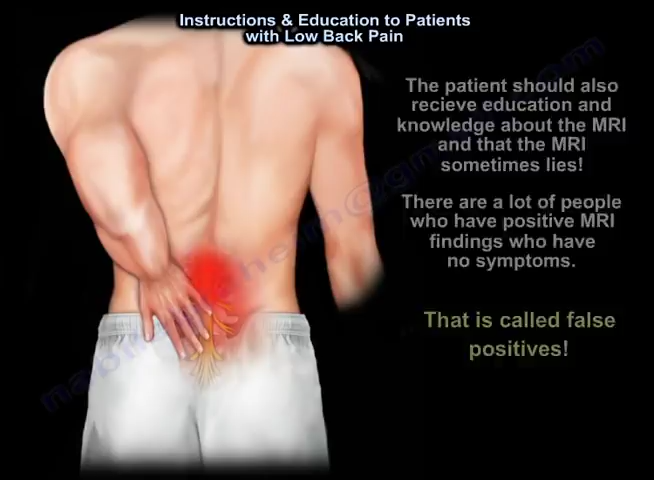 Instructions & Education to Patients
with Low Back Pain
The patient should also
recieve education and
knowledge about the MRI
and that the MRI
sometimes lies!
There are a lot of people
who have positive MRI
findings who have
no symptoms.
That is called false
positives!